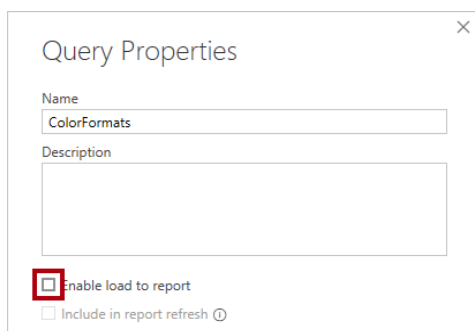 Query Properties
Name
ColorFormats
Description
Enable load to report
Include in report refresh